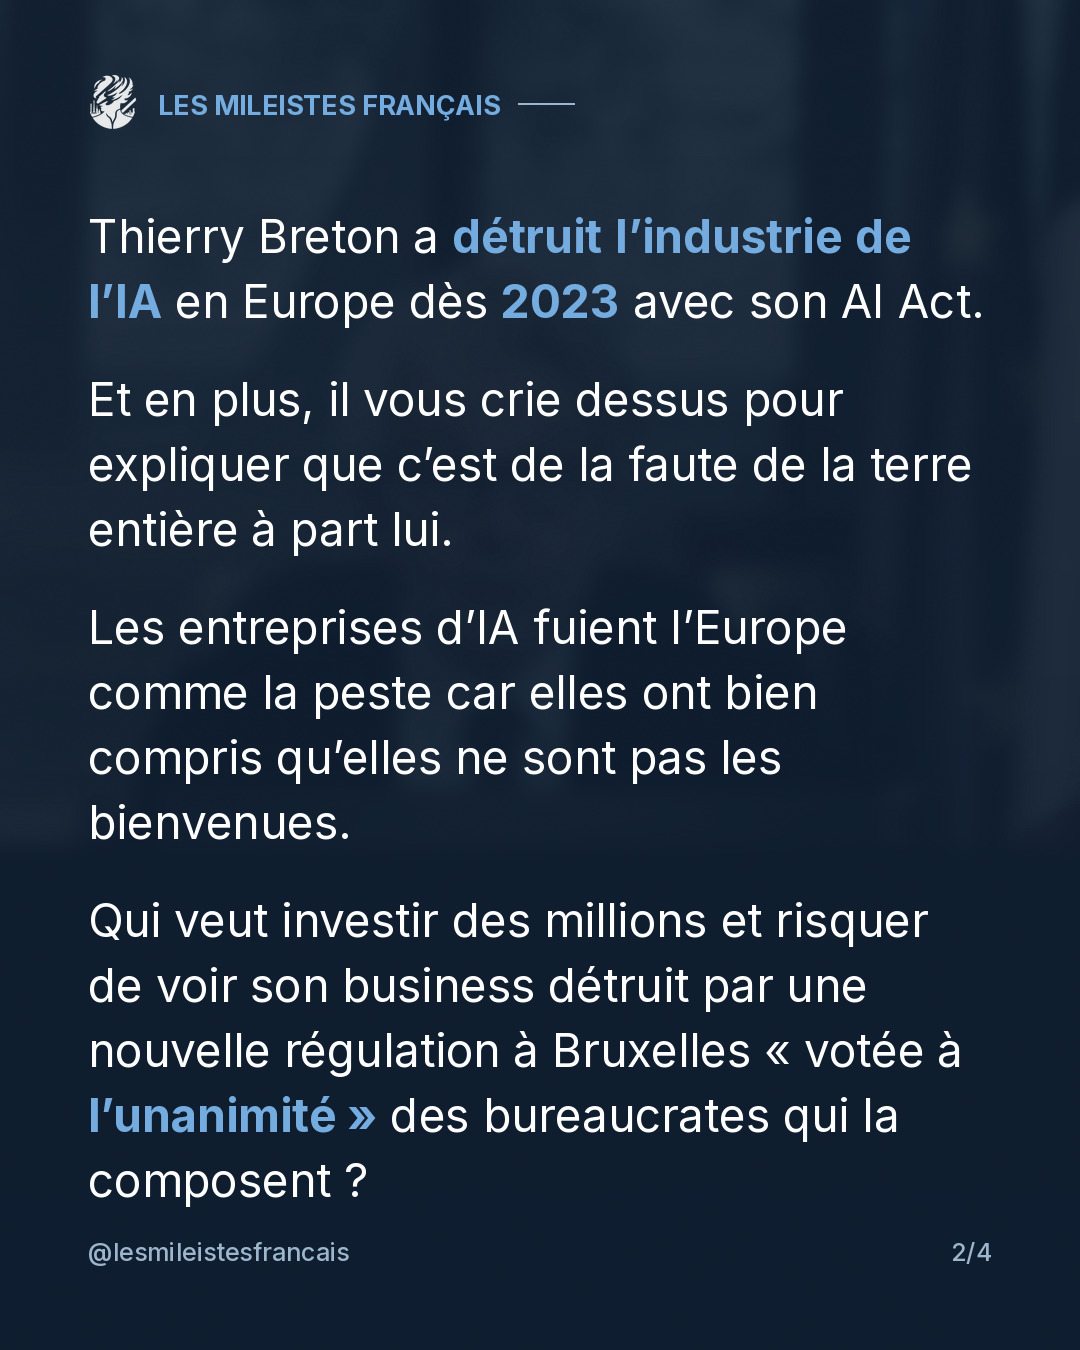 LES MILEISTES FRANÇAIS
Thierry Breton a détruit l’industrie de
l’IA en Europe dès 2023 avec son AI Act.
Et en plus, il vous crie dessus pour
expliquer que c’est de la faute de la terre
entière à part lui.
Les entreprises d’IA fuient l’Europe
comme la peste car elles ont bien
compris qu’elles ne sont pas les
bienvenues.
Qui veut investir des millions et risquer
de voir son business détruit par une
nouvelle régulation à Bruxelles « votée à
l’unanimité » des bureaucrates qui la
composent ?
@lesmileistesfrancais
2/4